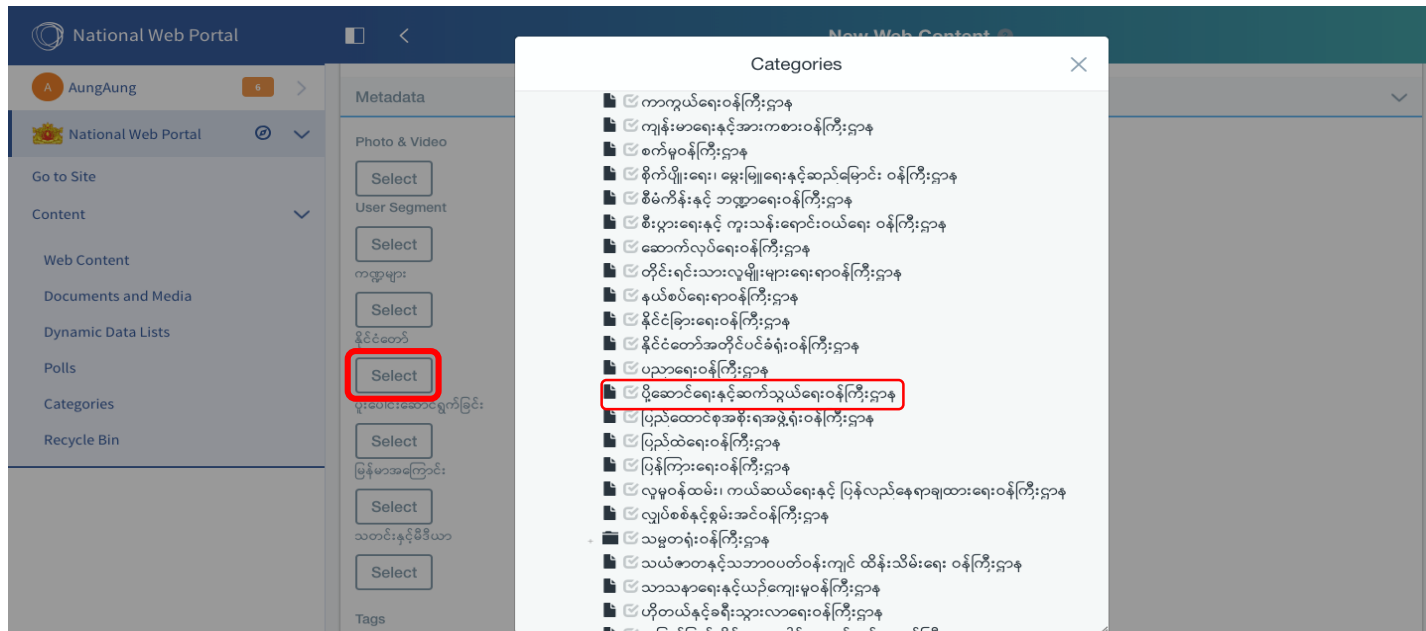 National Web Portal
New Web Content
A AungAung 6
National Web Portal
Go to Site
Content
Web Content
Documents and Media
Dynamic Data Lists
Polls
Categories
Recycle Bin
Metadata
Photo & Video
Select
User Segment
Select
ကဏ္ဍများ
Select
နိုင်ငံတော်
Select
ပူးပေါင်းဆောင်ရွက်ခြင်း
Select
မြန်မာအကြောင်း
Select
သတင်းနှင့်မီဒီယာ
Select
Tags
Categories
ကာကွယ်ရေးဝန်ကြီးဌာန
ကျန်းမာရေးနှင့်အားကစားဝန်ကြီးဌာန
စက်မှုဝန်ကြီးဌာန
စိုက်ပျိုးရေး၊ မွေးမြူရေးနှင့်ဆည်မြောင်း ဝန်ကြီးဌာန
စီမံကိန်းနှင့် ဘဏ္ဍာရေးဝန်ကြီးဌာန
စီးပွားရေးနှင့် ကူးသန်းရောင်းဝယ်ရေး ဝန်ကြီးဌာန
ဆောက်လုပ်ရေးဝန်ကြီးဌာန
တိုင်းရင်းသားလူမျိုးများရေးရာဝန်ကြီးဌာန
နယ်စပ်ရေးရာဝန်ကြီးဌာန
နိုင်ငံခြားရေးဝန်ကြီးဌာန
နိုင်ငံတော်အတိုင်ပင်ခံရုံးဝန်ကြီးဌာန
ပညာရေးဝန်ကြီးဌာန
ပို့ဆောင်ရေးနှင့်ဆက်သွယ်ရေးဝန်ကြီးဌာန
ပြည်ထောင်စုအစိုးရအဖွဲ့ရုံးဝန်ကြီးဌာန
ပြည်ထဲရေးဝန်ကြီးဌာန
ပြန်ကြားရေးဝန်ကြီးဌာန
လူမှုဝန်ထမ်း၊ ကယ်ဆယ်ရေးနှင့် ပြန်လည်နေရာချထားရေးဝန်ကြီးဌာန
လျှပ်စစ်နှင့်စွမ်းအင်ဝန်ကြီးဌာန
သမ္မတရုံးဝန်ကြီးဌာန
သယံဇာတနှင့်သဘာဝပတ်ဝန်းကျင် ထိန်းသိမ်းရေး ဝန်ကြီးဌာန
သာသနာရေးနှင့်ယဉ်ကျေးမှုဝန်ကြီးဌာန
ဟိုတယ်နှင့်ခရီးသွားလာရေးဝန်ကြီးဌာန